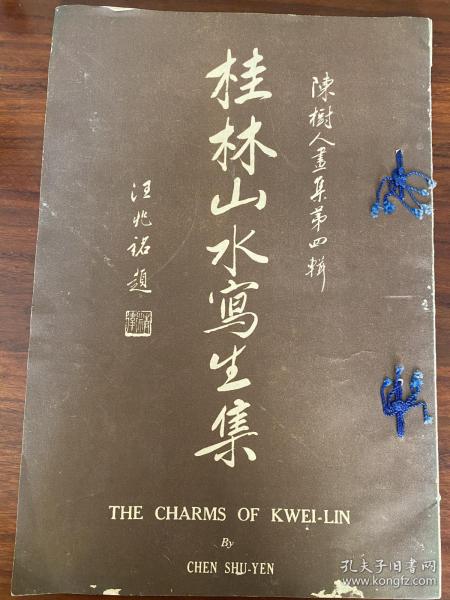 陳樹人畫集第四輯
桂林山水寫生集
汪兆銘題
THE CHARMS OF KWEI-LIN
By
CHEN SHU-YEN
孔夫子旧书网
www.kongfz.com